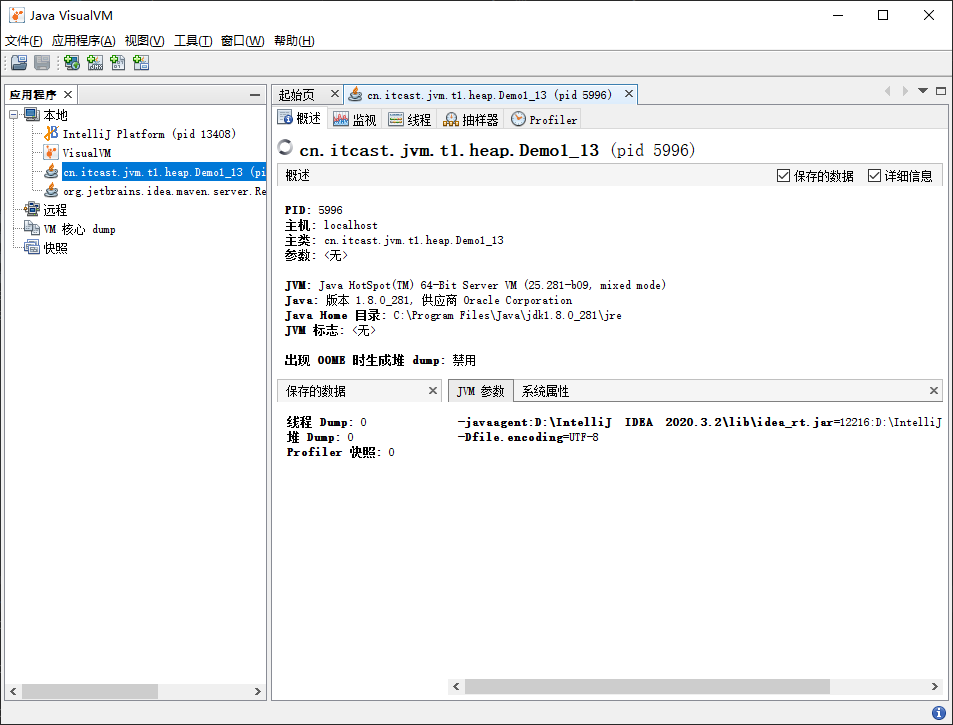 Java VisualVM
文件(F) 应用程序(A) 视图(V) 工具(T) 窗口(W) 帮助(H)
应用程序
本地
IntelliJ Platform (pid 13408)
VisualVM
cn.itcast.jvm.t1.heap.Demo1_13 (pi
org.jetbrains.idea.maven.server.Re
远程
VM 核心 dump
快照
起始页 cn.itcast.jvm.t1.heap.Demo1_13 (pid 5996)
概述 监视 线程 抽样器 Profiler
cn.itcast.jvm.t1.heap.Demo1_13 (pid 5996)
概述 保存的数据 详细信息
PID: 5996
主机: localhost
主类: cn.itcast.jvm.t1.heap.Demo1_13
参数: <无>
JVM: Java HotSpot(TM) 64-Bit Server VM (25.281-b09, mixed mode)
Java: 版本 1.8.0_281, 供应商 Oracle Corporation
Java Home 目录: C:\Program Files\Java\jdk1.8.0_281\jre
JVM 标志: <无>
出现 OOME 时生成堆 dump: 禁用
保存的数据
线程 Dump: 0
堆 Dump: 0
Profiler 快照: 0
JVM 参数 系统属性
-javaagent:D:\IntelliJ IDEA 2020.3.2\lib\idea_rt.jar=12216:D:\IntelliJ
-Dfile.encoding=UTF-8